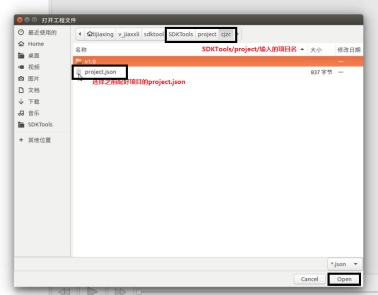 打开工程文件
最近使用的
Home
桌面
视频
图片
文档
下载
音乐
SDKTools
+ 其他位置
lijiaxing v_jiaxxli sdktool SDKTools project cjzc
名称 SDKTools/project/输入的项目名 大小 修改日期
v1.0 —
project.json 837 字节 —
选择之前配好项目的project.json
*.json
Cancel Open